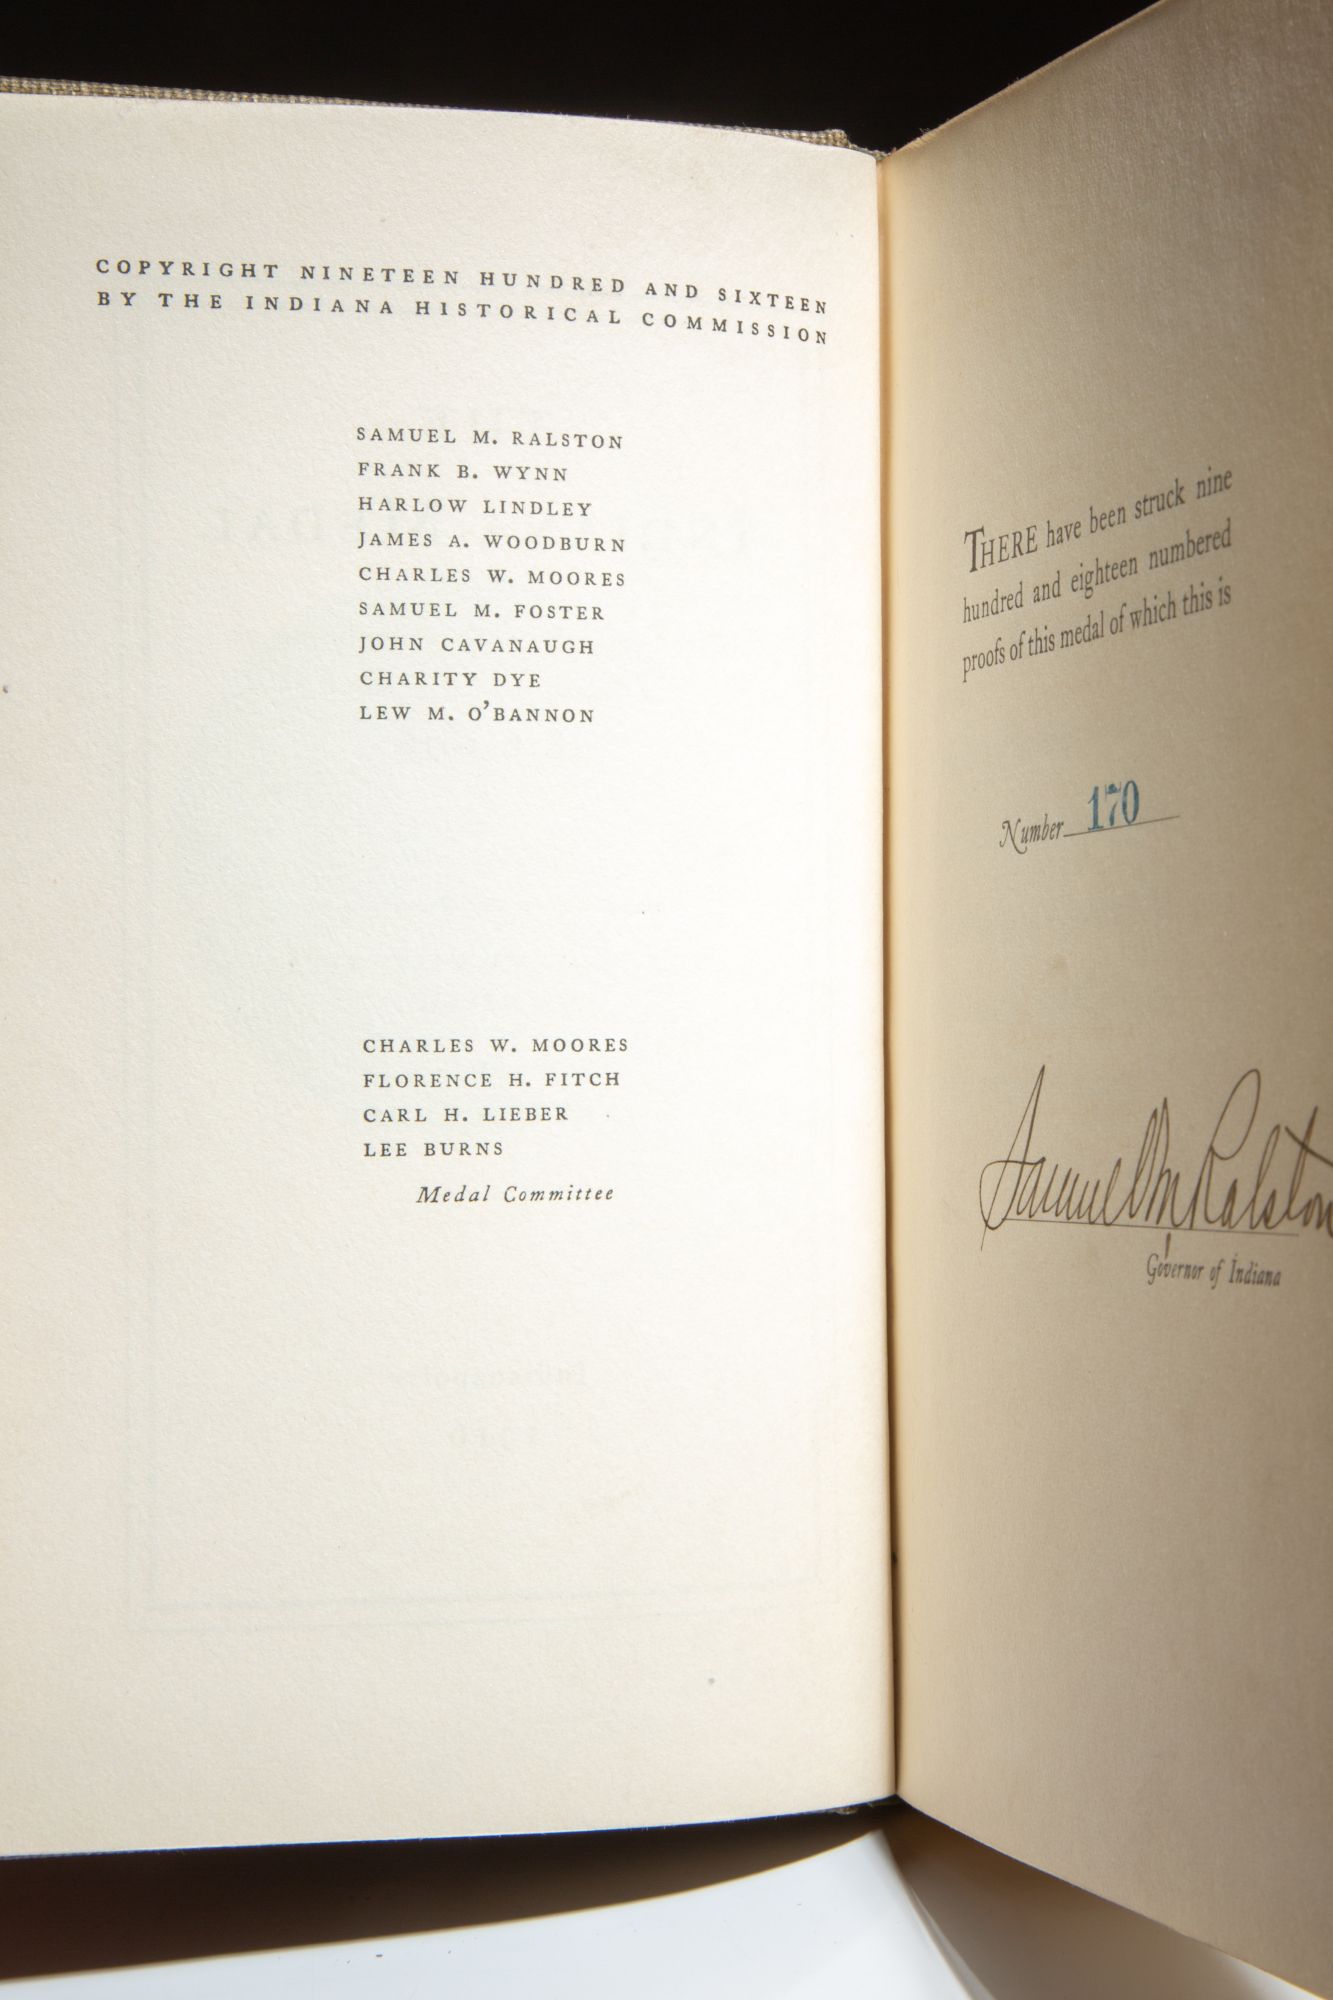 COPYRIGHT NINETEEN HUNDRED AND SIXTEEN
BY THE INDIANA HISTORICAL COMMISSION
SAMUEL M. RALSTON
FRANK B. WYNN
HARLOW LINDLEY
JAMES A. WOODBURN
CHARLES W. MOORES
SAMUEL M. FOSTER
JOHN CAVANAUGH
CHARITY DYE
LEW M. O'BANNON
CHARLES W. MOORES
FLORENCE H. FITCH
CARL H. LIEBER
LEE BURNS
Medal Committee
THERE have been struck nine
hundred and eighteen numbered
proofs of this medal of which this is
Number 170
Samuel M Ralston
Governor of Indiana